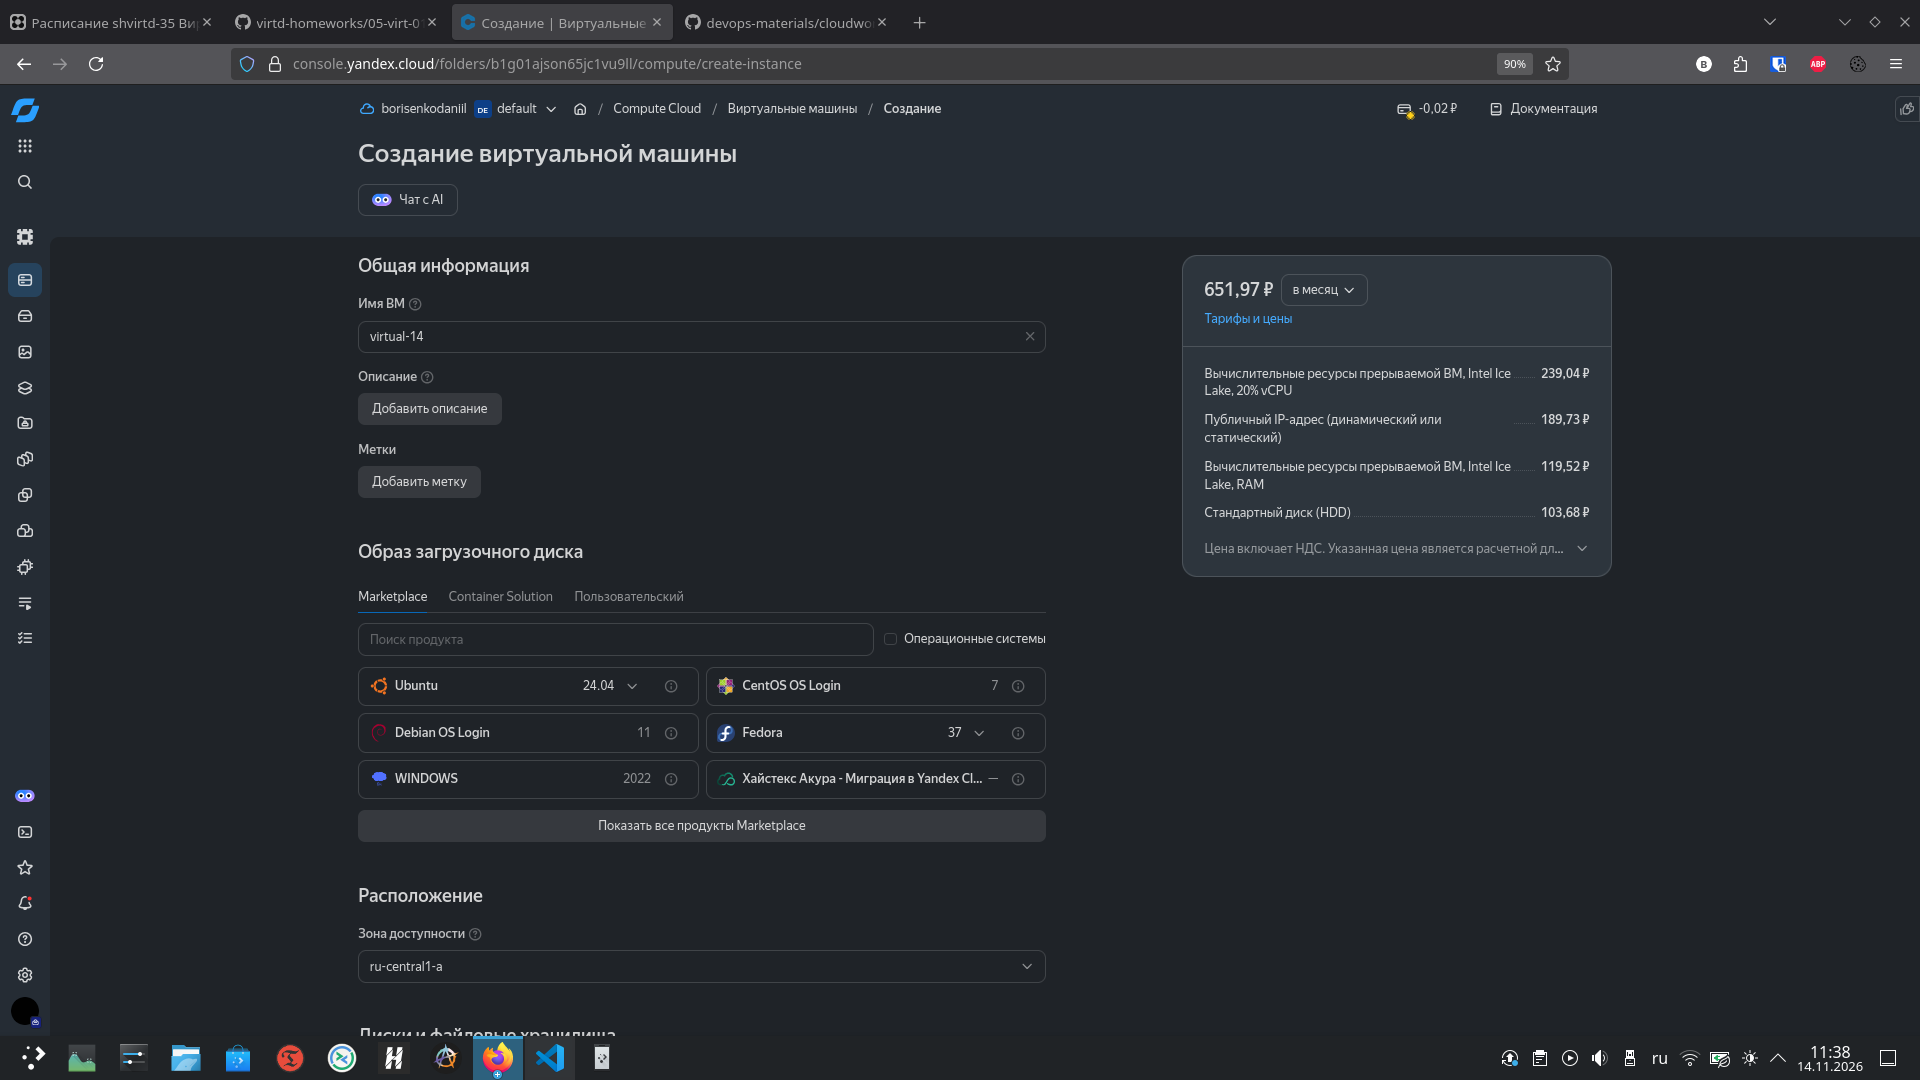 Расписание shvirtd-35 Ви
virtd-homeworks/05-virt-0
Создание | Виртуальные
devops-materials/cloudwo
console.yandex.cloud/folders/b1g01ajson65jc1vu9ll/compute/create-instance
90%
B
ABP
borisenkodaniil
DE
default
/
Compute Cloud
/
Виртуальные машины
/
Создание
-0,02 ₽
Документация
Создание виртуальной машины
Чат с AI
Общая информация
Имя ВМ
virtual-14
Описание
Добавить описание
Метки
Добавить метку
651,97 ₽
в месяц
Тарифы и цены
Вычислительные ресурсы прерываемой ВМ, Intel Ice
Lake, 20% vCPU
239,04 ₽
Публичный IP-адрес (динамический или
статический)
189,73 ₽
Вычислительные ресурсы прерываемой ВМ, Intel Ice
Lake, RAM
119,52 ₽
Стандартный диск (HDD)
103,68 ₽
Цена включает НДС. Указанная цена является расчетной дл...
Образ загрузочного диска
Marketplace
Container Solution
Пользовательский
Поиск продукта
Операционные системы
Ubuntu
24.04
CentOS OS Login
7
Debian OS Login
11
Fedora
37
WINDOWS
2022
Хайстекс Акура - Миграция в Yandex Cl...
—
Показать все продукты Marketplace
Расположение
Зона доступности
ru-central1-a
Диски и файловые хранилища
ru
11:38
14.11.2026